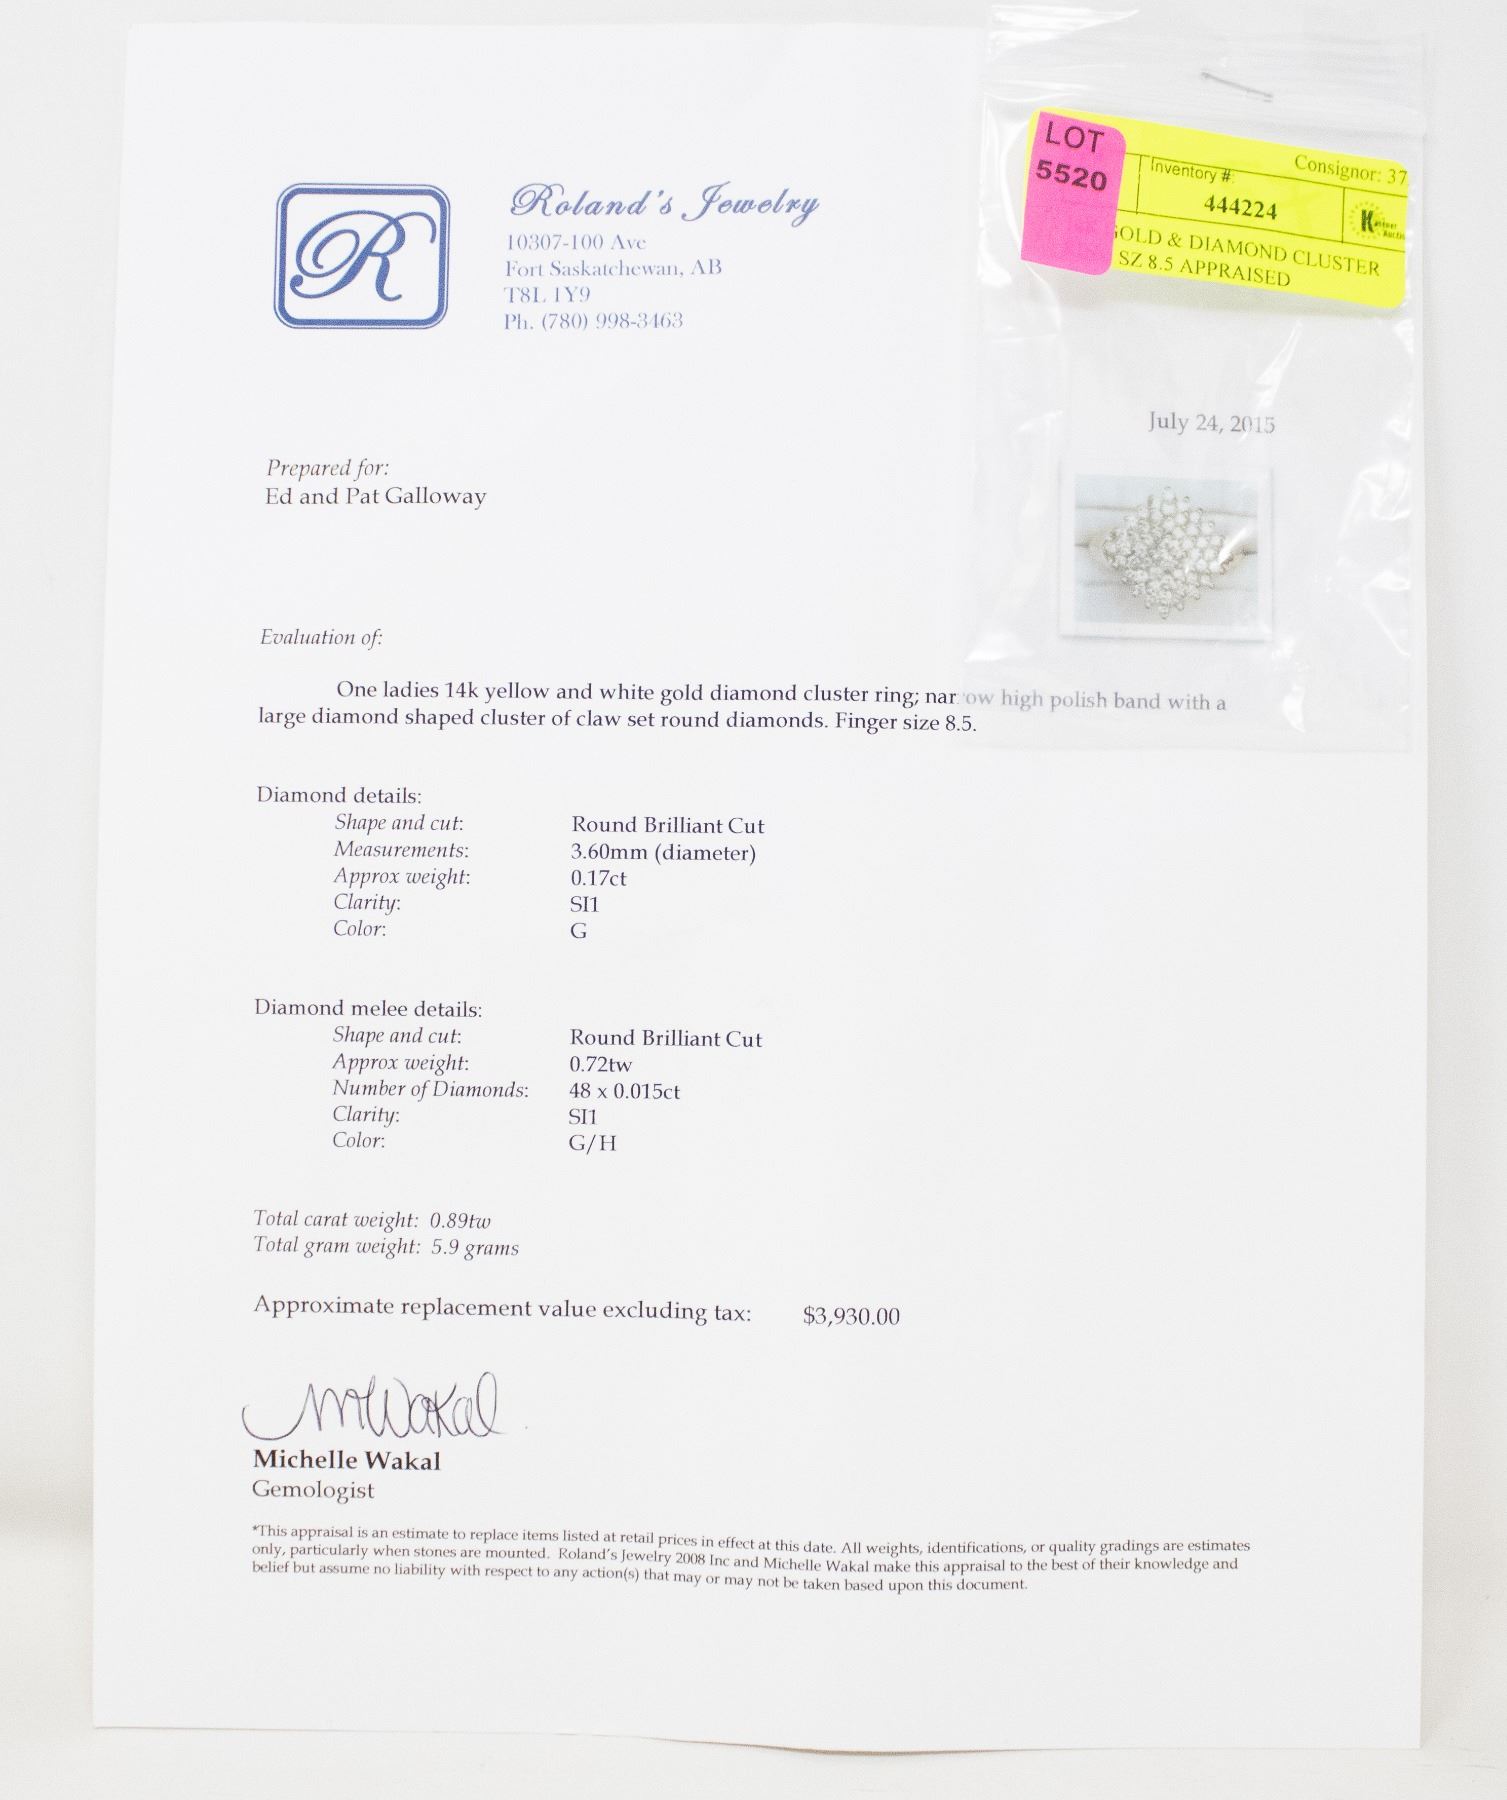 R
Roland's Jewelry
10307-100 Ave
Fort Saskatchewan, AB
T8L 1Y9
Ph. (780) 998-3463
LOT
5520
Consignor: 37
Inventory #:
444224
GOLD & DIAMOND CLUSTER
SZ 8.5 APPRAISED
July 24, 2015
Prepared for:
Ed and Pat Galloway
Evaluation of:
One ladies 14k yellow and white gold diamond cluster ring; narrow high polish band with a
large diamond shaped cluster of claw set round diamonds. Finger size 8.5.
Diamond details:
Shape and cut: Round Brilliant Cut
Measurements: 3.60mm (diameter)
Approx weight: 0.17ct
Clarity: SI1
Color: G
Diamond melee details:
Shape and cut: Round Brilliant Cut
Approx weight: 0.72tw
Number of Diamonds: 48 x 0.015ct
Clarity: SI1
Color: G/H
Total carat weight: 0.89tw
Total gram weight: 5.9 grams
Approximate replacement value excluding tax: $3,930.00
MWakal
Michelle Wakal
Gemologist
*This appraisal is an estimate to replace items listed at retail prices in effect at this date. All weights, identifications, or quality gradings are estimates
only, particularly when stones are mounted. Roland's Jewelry 2008 Inc and Michelle Wakal make this appraisal to the best of their knowledge and
belief but assume no liability with respect to any action(s) that may or may not be taken based upon this document.